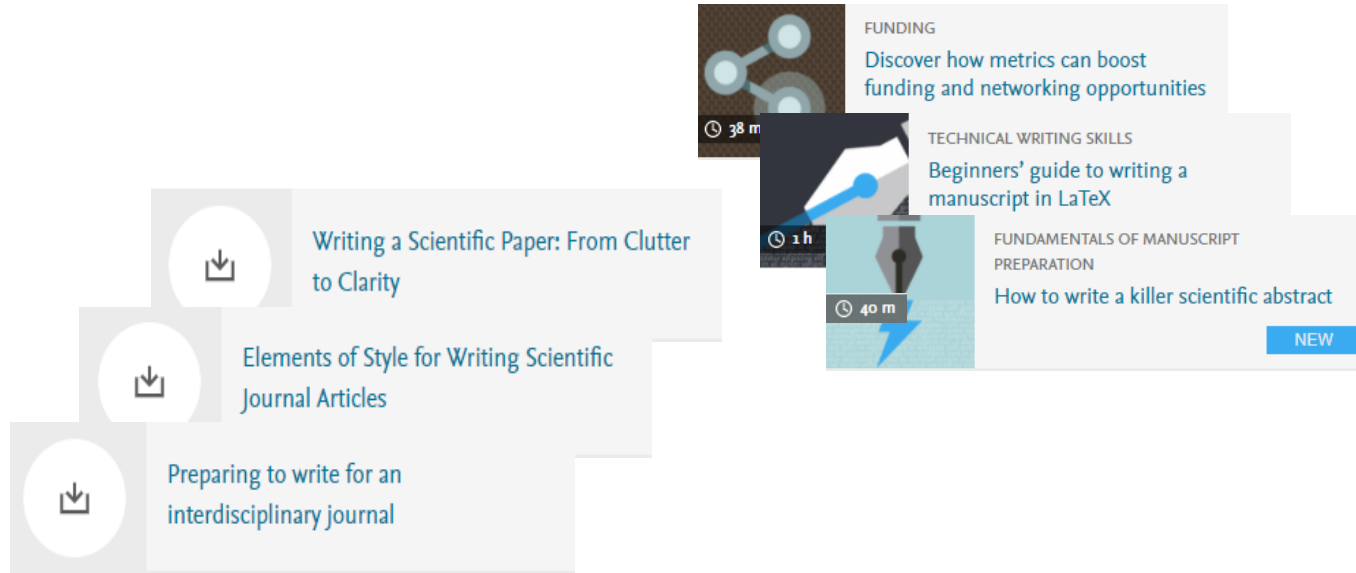 FUNDING
Discover how metrics can boost
funding and networking opportunities
38 m
TECHNICAL WRITING SKILLS
Beginners’ guide to writing a
manuscript in LaTeX
1 h
FUNDAMENTALS OF MANUSCRIPT
PREPARATION
How to write a killer scientific abstract
40 m
NEW
Writing a Scientific Paper: From Clutter
to Clarity
Elements of Style for Writing Scientific
Journal Articles
Preparing to write for an
interdisciplinary journal